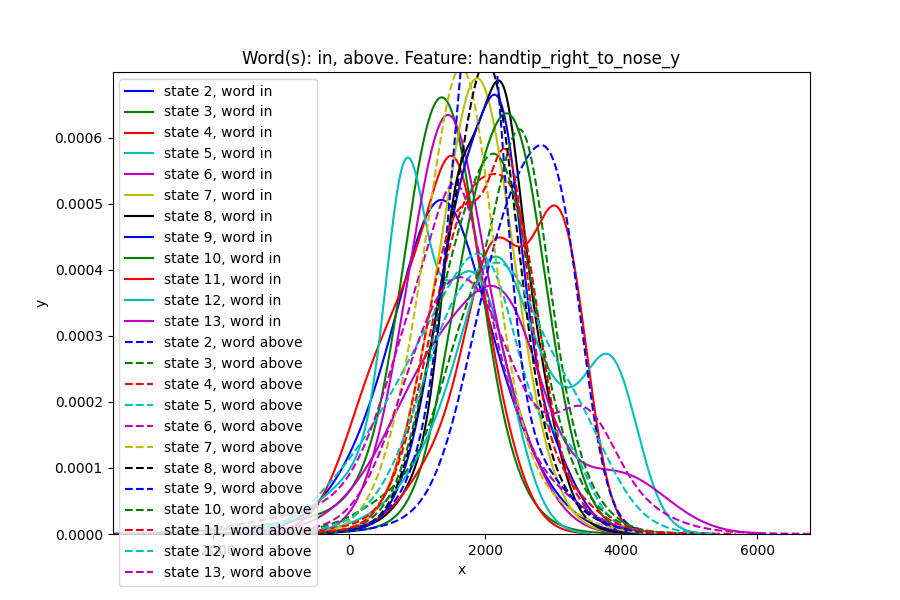 Word(s): in, above. Feature: handtip_right_to_nose_y
y
0.0006
0.0005
0.0004
0.0003
0.0002
0.0001
0.0000
state 2, word in
state 3, word in
state 4, word in
state 5, word in
state 6, word in
state 7, word in
state 8, word in
state 9, word in
state 10, word in
state 11, word in
state 12, word in
state 13, word in
state 2, word above
state 3, word above
state 4, word above
state 5, word above
state 6, word above
state 7, word above
state 8, word above
state 9, word above
state 10, word above
state 11, word above
state 12, word above
state 13, word above
0 2000 4000 6000
x